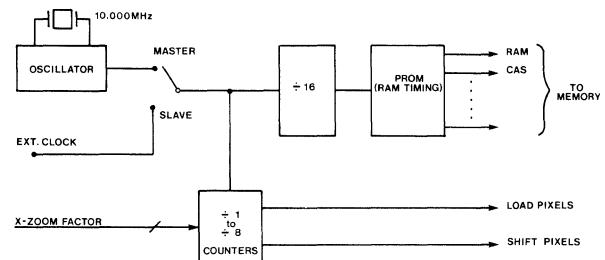 10.000MHz
OSCILLATOR
MASTER
SLAVE
EXT. CLOCK
÷ 16
PROM
(RAM TIMING)
RAM
CAS
TO
MEMORY
X-ZOOM FACTOR
÷ 1
to
÷ 8
COUNTERS
LOAD PIXELS
SHIFT PIXELS